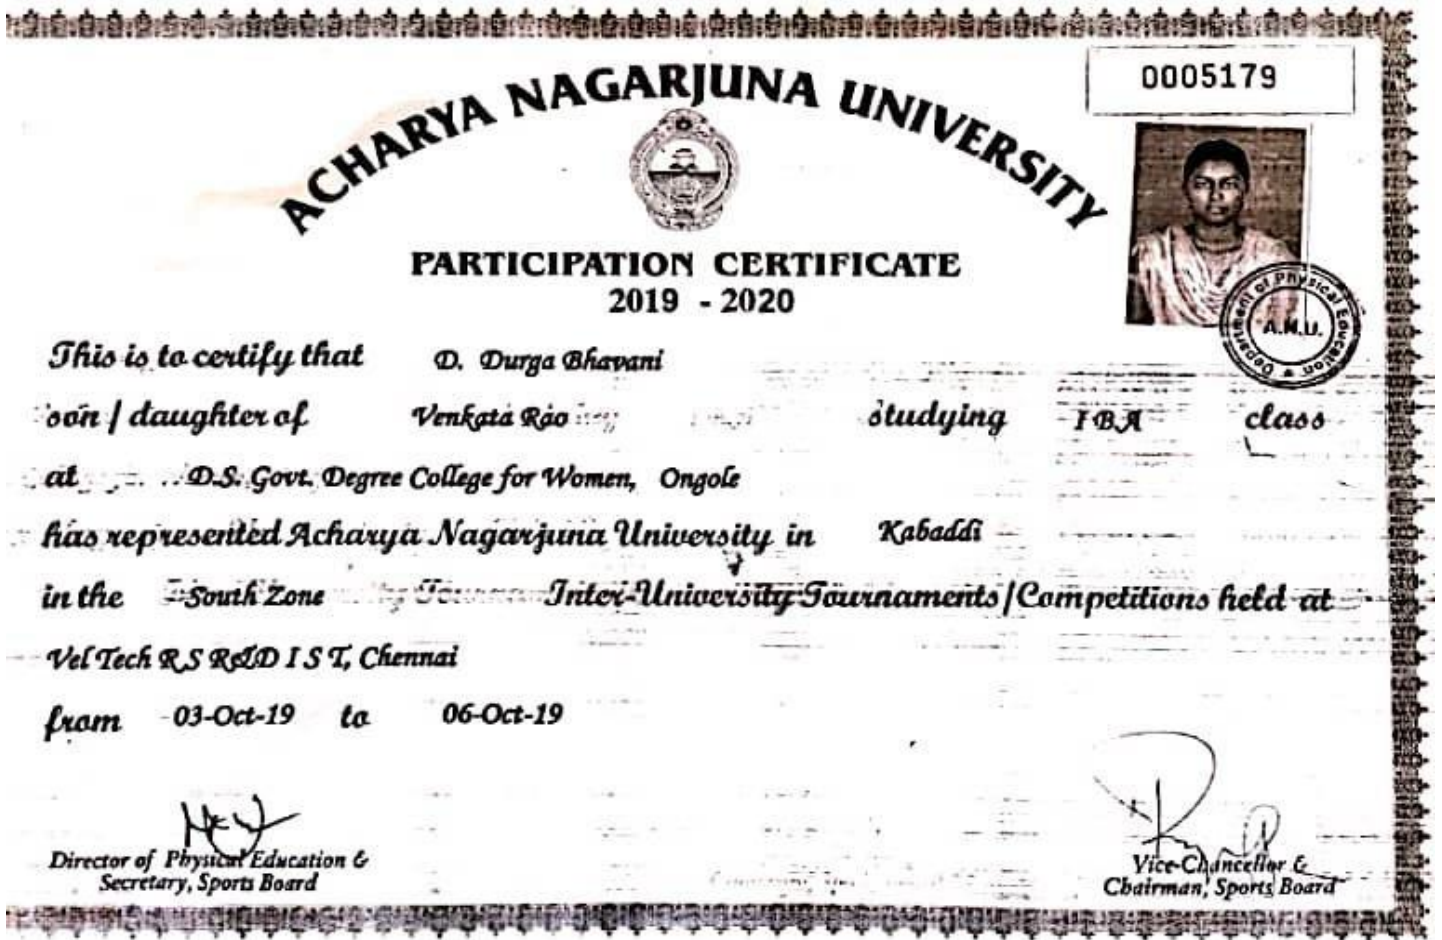 0005179
ACHARYA NAGARJUNA UNIVERSITY
PARTICIPATION CERTIFICATE
2019 - 2020
Department of Physical Education
A.N.U.
This is to certify that D. Durga Bhavani
son / daughter of Venkata Rao studying I BA class
at D.S. Govt. Degree College for Women, Ongole
has represented Acharya Nagarjuna University in Kabaddi
in the South Zone Inter-University Tournaments/Competitions held at
Vel Tech R S R&D I S T, Chennai
from 03-Oct-19 to 06-Oct-19
Director of Physical Education &
Secretary, Sports Board
Vice-Chancellor &
Chairman, Sports Board